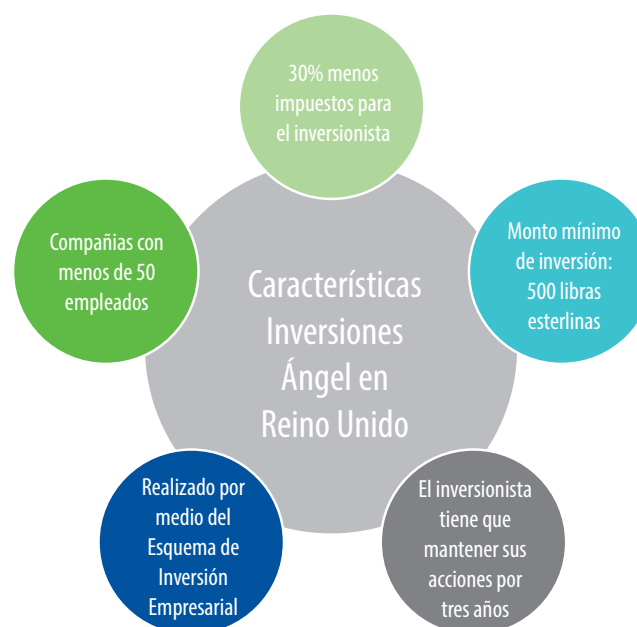 30% menos
impuestos para
el inversionista
Compañias con
menos de 50
empleados
Monto mínimo
de inversión:
500 libras
esterlinas
Característícas
Inversiones
Ángel en
Reino Unido
Realizado por
medio del
Esquema de
Inversión
Empresarial
El inversionista
tiene que
mantener sus
acciones por
tres años